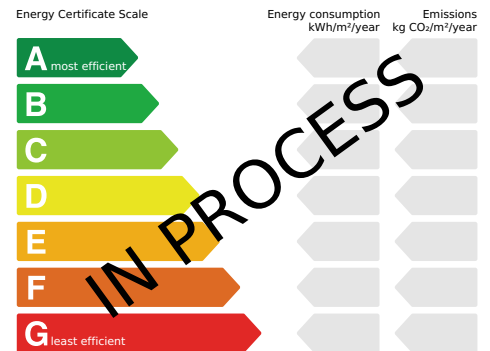 Energy Certificate Scale
Energy consumption
kWh/m²/year
Emissions
kg CO₂/m²/year
A most efficient
B
C
D
E
F
G least efficient
IN PROCESS